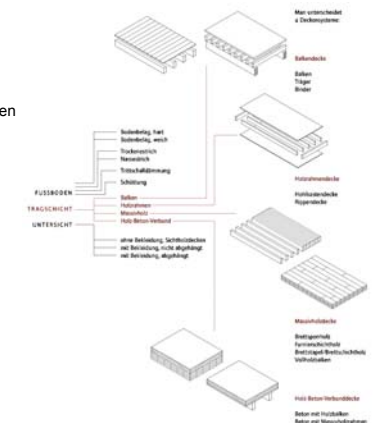 Man unterscheidet
4 Deckensysteme:
Balkendecke
Balken
Träger
Binder
en
Bodenbelag, hart
Bodenbelag, weich
Trockenestrich
Nassestrich
Trittschalldämmung
Schüttung
FUSSBODEN
TRAGSCHICHT
UNTERSICHT
Balken
Holzrahmen
Massivholz
Holz-Beton-Verbund
ohne Bekleidung, Sichtholzdecken
mit Bekleidung, nicht abgehängt
mit Bekleidung, abgehängt
Holzrahmendecke
Hohlkastendecke
Rippendecke
Massivholzdecke
Brettsperrholz
Furnierschichtholz
Brettstapel/Brettschichtholz
Vollholzbalken
Holz-Beton-Verbunddecke
Beton mit Holzbalken
Beton mit Massivholzrahmen